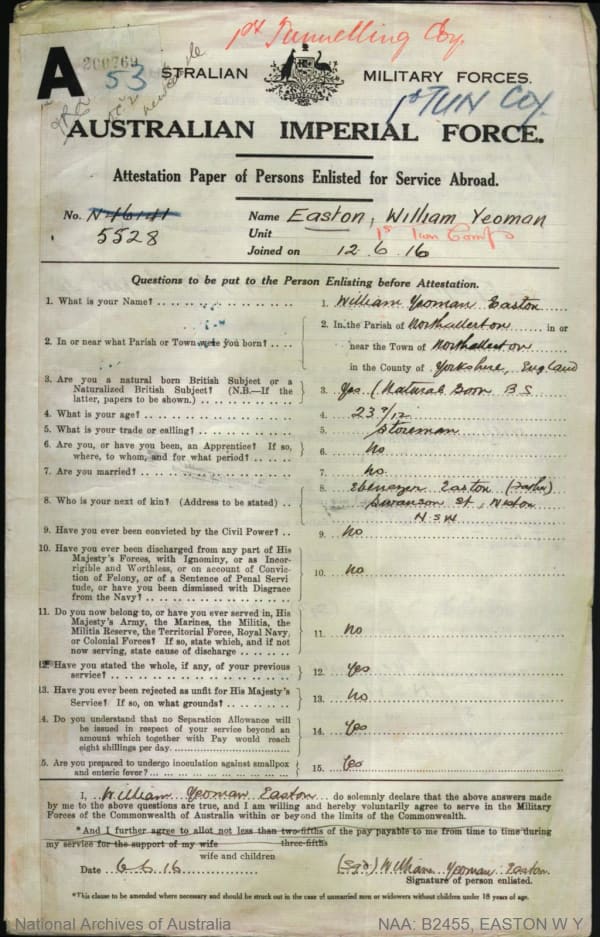 1st Tunnelling Coy.
A
200769
53
STRALIAN MILITARY FORCES.
1st TUN COY.
AUSTRALIAN IMPERIAL FORCE.
Attestation Paper of Persons Enlisted for Service Abroad.
No. N 46141 Name Easton, William Yeoman
5528 Unit 1st Tun Comp
Joined on 12.6.16
Questions to be put to the Person Enlisting before Attestation.
1. What is your Name? 1. William Yeoman Easton
2. In or near what Parish or Town were you born? 2. In the Parish of Northallerton in or
near the Town of Northallerton
in the County of Yorkshire, England
3. Are you a natural born British Subject or a
Naturalized British Subject? (N.B.—If the
latter, papers to be shown.) 3. Yes. (Natural Born B S
4. What is your age? 4. 23 9/12
5. What is your trade or calling? 5. Storeman
6. Are you, or have you been, an Apprentice? If so,
where, to whom, and for what period? 6. No
7. Are you married? 7. no.
8. Who is your next of kin? (Address to be stated) 8. Ebenezer Easton (Father)
Swanson St,
N.S.W
9. Have you ever been convicted by the Civil Power? 9. No
10. Have you ever been discharged from any part of His
Majesty's Forces, with Ignominy, or as Incor-
rigible and Worthless, or on account of Convic-
tion of Felony, or of a Sentence of Penal Servi
tude, or have you been dismissed with Disgrace
from the Navy? 10. No
11. Do you now belong to, or have you ever served in, His
Majesty's Army, the Marines, the Militia, the
Militia Reserve, the Territorial Force, Royal Navy,
or Colonial Forces? If so, state which, and if not
now serving, state cause of discharge 11. No
12. Have you stated the whole, if any, of your previous
service? 12. Yes
13. Have you ever been rejected as unfit for His Majesty's
Service? If so, on what grounds? 13. No
4. Do you understand that no Separation Allowance will
be issued in respect of your service beyond an
amount which together with Pay would reach
eight shillings per day. 14. Yes
5. Are you prepared to undergo inoculation against smallpox
and enteric fever? 15. Yes
I, William Yeoman Easton do solemnly declare that the above answers made
by me to the above questions are true, and I am willing and hereby voluntarily agree to serve in the Military
Forces of the Commonwealth of Australia within or beyond the limits of the Commonwealth.
*And I further agree to allot not less than two-fifths of the pay payable to me from time to time during
my service for the support of my wife three-fifths
wife and children
Date 6.6.16 (Sgd) William Yeoman Easton
Signature of person enlisted.
*This clause to be amended where necessary and should be struck out in the case of unmarried men or widowers without children under 18 years of age.
National Archives of Australia NAA: B2455, EASTON W Y